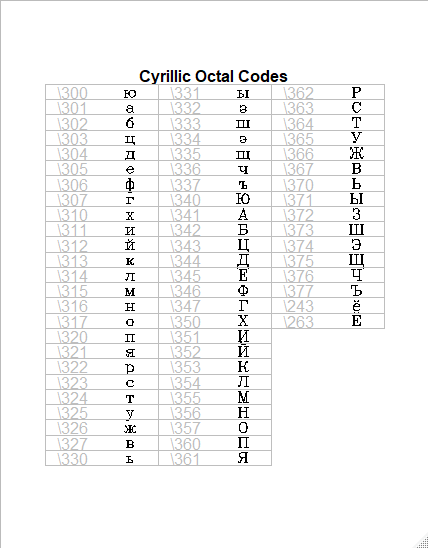 Cyrillic Octal Codes
\300 ю \331 ы \362 Р
\301 а \332 з \363 С
\302 б \333 ш \364 Т
\303 ц \334 э \365 У
\304 д \335 щ \366 Ж
\305 е \336 ч \367 В
\306 ф \337 ъ \370 Ь
\307 г \340 Ю \371 Ы
\310 х \341 А \372 З
\311 и \342 Б \373 Ш
\312 й \343 Ц \374 Э
\313 к \344 Д \375 Щ
\314 л \345 Е \376 Ч
\315 м \346 Ф \377 Ъ
\316 н \347 Г \243 ё
\317 о \350 Х \263 Е
\320 п \351 И
\321 я \352 Й
\322 р \353 К
\323 с \354 Л
\324 т \355 М
\325 у \356 Н
\326 ж \357 О
\327 в \360 П
\330 ь \361 Я